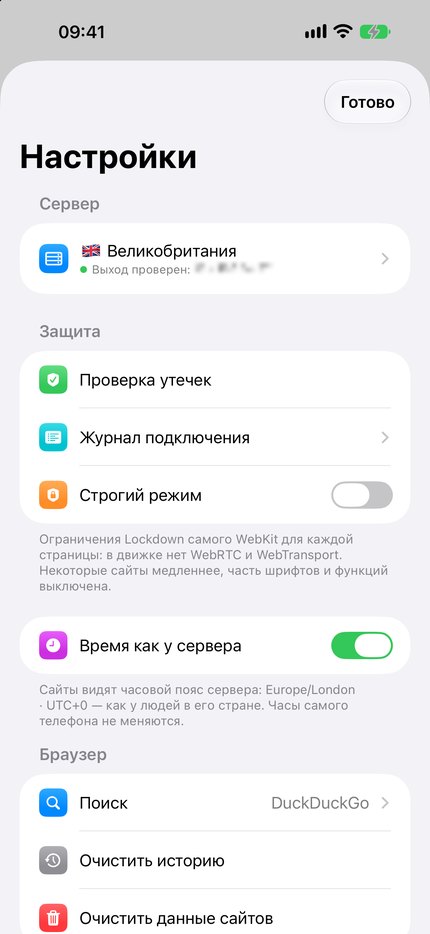 09:41
Готово
Настройки
Сервер
🇬🇧 Великобритания
Выход проверен:
Защита
Проверка утечек
Журнал подключения
Строгий режим
Ограничения Lockdown самого WebKit для каждой
страницы: в движке нет WebRTC и WebTransport.
Некоторые сайты медленнее, часть шрифтов и функций
выключена.
Время как у сервера
Сайты видят часовой пояс сервера: Europe/London
· UTC+0 — как у людей в его стране. Часы самого
телефона не меняются.
Браузер
Поиск DuckDuckGo
Очистить историю
Очистить данные сайтов